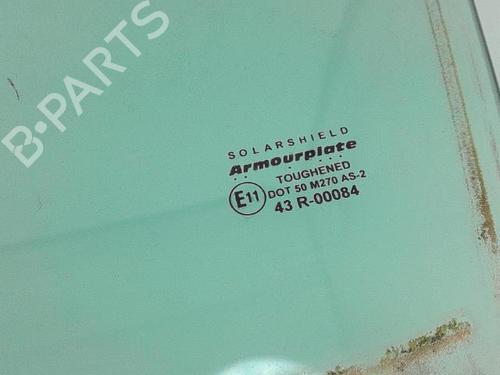 B-PARTS
SOLARSHIELD
Armourplate
TOUGHENED
E11 DOT 50 M270 AS-2
43 R-00084